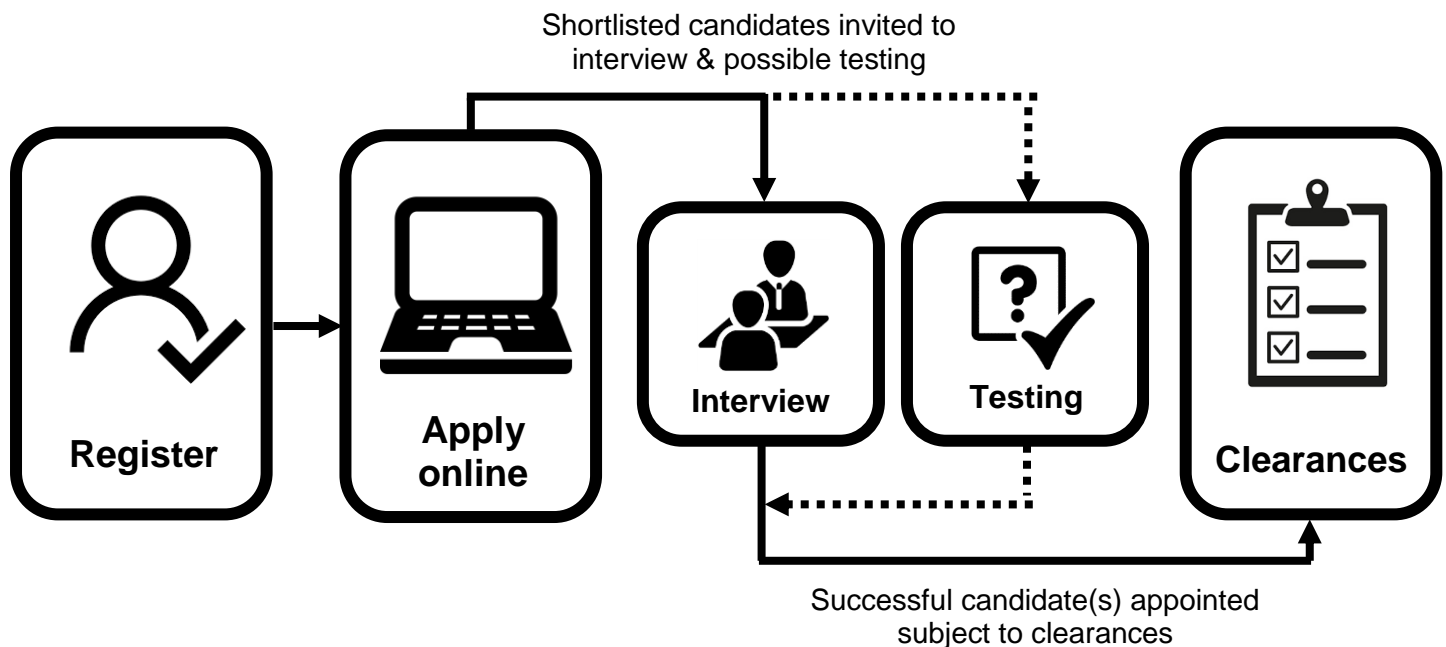 Shortlisted candidates invited to
interview & possible testing
Register
Apply
online
Interview
?
Testing
Clearances
Successful candidate(s) appointed
subject to clearances